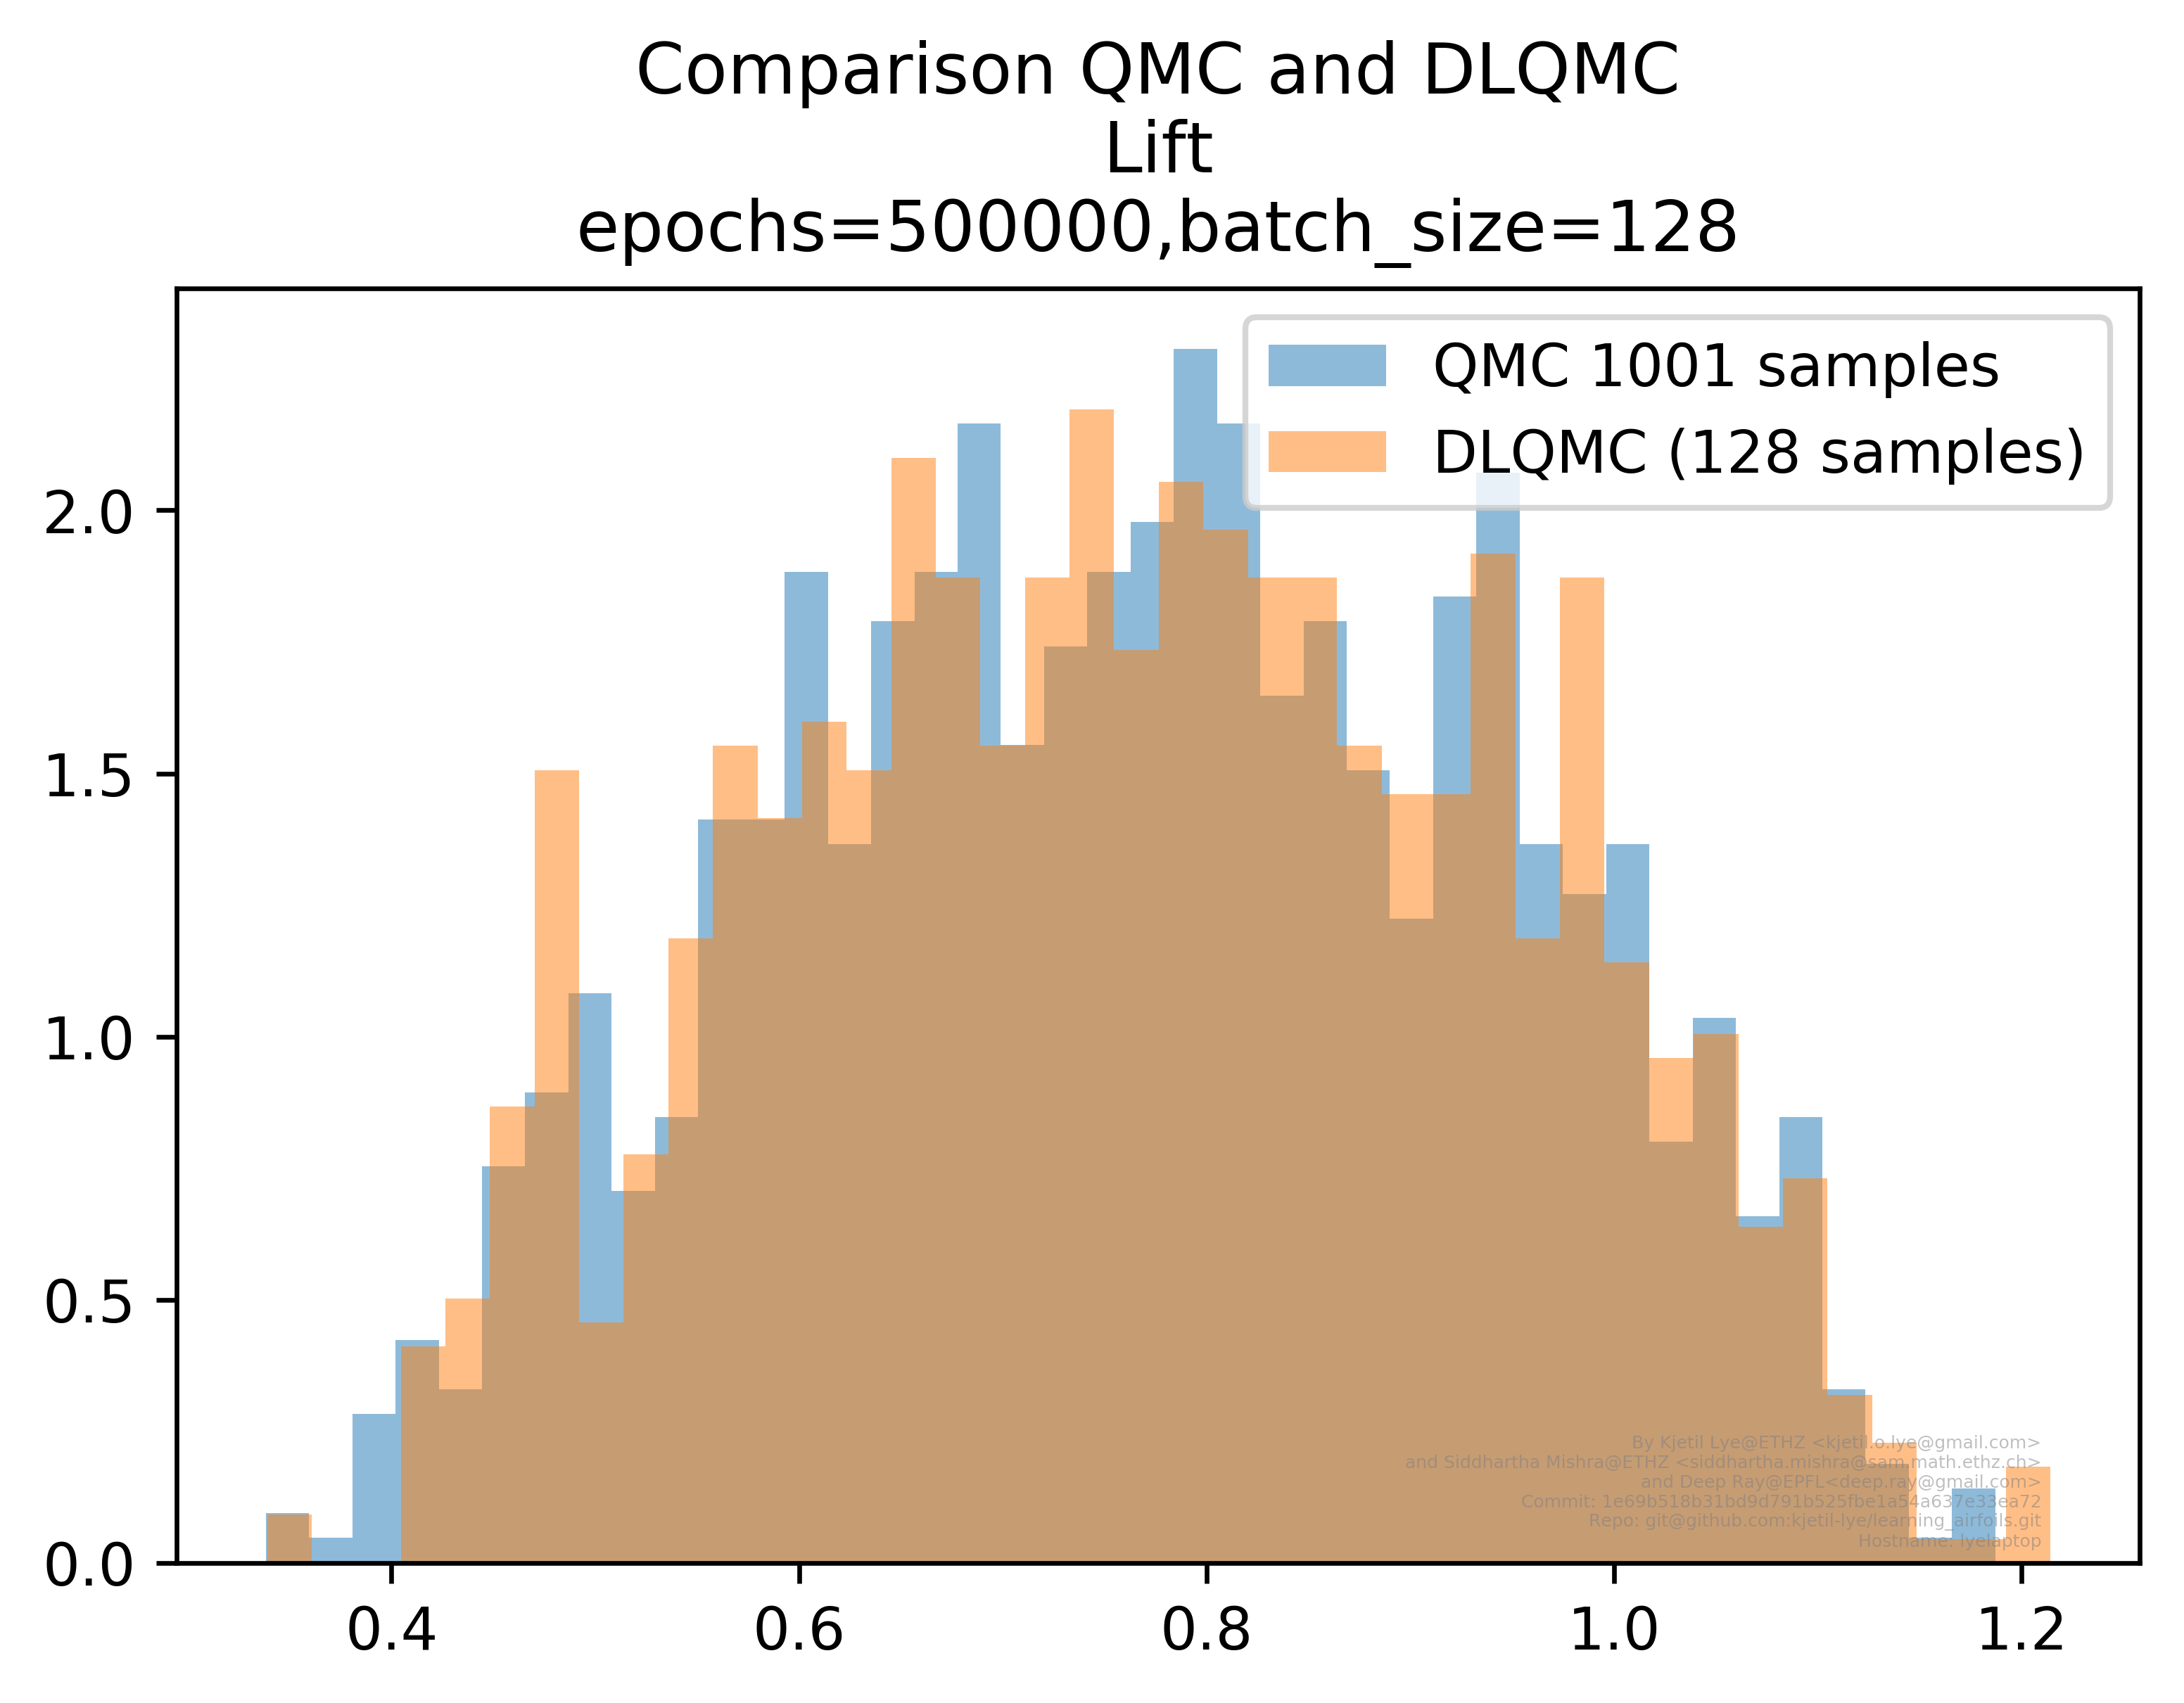 Comparison QMC and DLQMC
Lift
epochs=500000,batch_size=128
QMC 1001 samples
DLQMC (128 samples)
2.0
1.5
1.0
0.5
0.0
By Kjetil Lye@ETHZ <kjetil.o.lye@gmail.com>
and Siddhartha Mishra@ETHZ <siddhartha.mishra@sam.math.ethz.ch>
and Deep Ray@EPFL<deep.ray@gmail.com>
Commit: 1e69b518b31bd9d791b525fbe1a54a637e33ea72
Repo: git@github.com:kjetil-lye/learning_airfoils.git
Hostname: lyelaptop
0.4 0.6 0.8 1.0 1.2